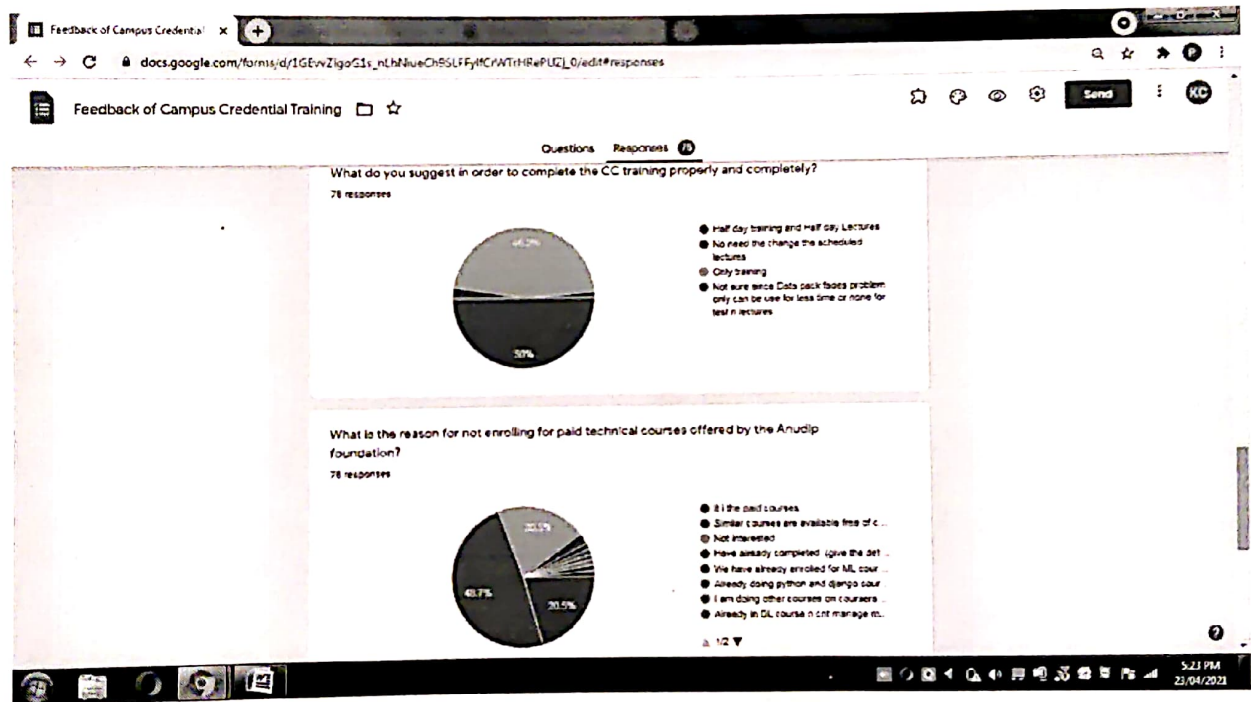 Feedback of Campus Credential
docs.google.com/forms/d/
Feedback of Campus Credential Training
Send
KC
Questions Responses 78
What do you suggest in order to complete the CC training properly and completely?
78 responses
46.2%
50%
Half day training and Half day Lectures
No need the change the scheduled
lectures
Only training
Not sure since Data pack problem
only can be use for less time or none for
test n lectures
What is the reason for not enrolling for paid technical courses offered by the Anudip
foundation?
78 responses
20.5%
48.7%
20.5%
the paid courses
Similar courses are available free of c...
Not interested
Have already completed (give the det...
We have already enrolled for ML cour...
Already doing python and django cour...
I am doing other courses on coursera...
Already in DL course n cnt manage m...
1/2
5:23 PM
23/04/2021